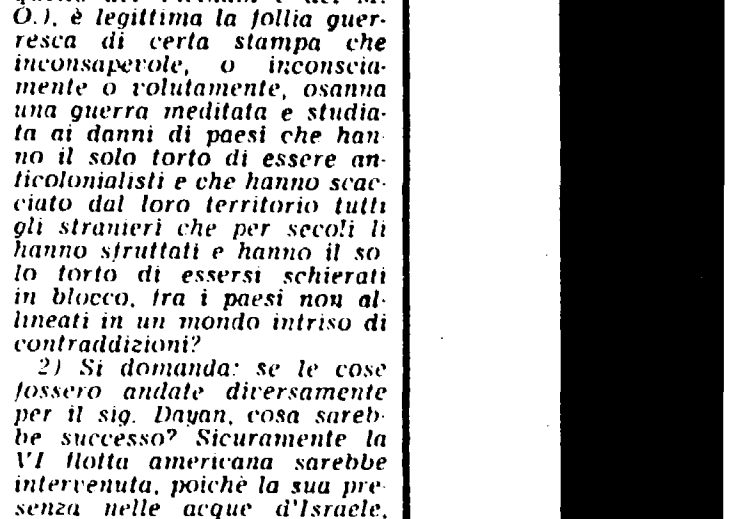 O.), è legittima la follia guer-
resca di certa stampa che
inconsapevole, o inconscia-
mente o volutamente, osanna
una guerra meditata e studia-
ta ai danni di paesi che han-
no il solo torto di essere an-
ticolonialisti e che hanno scac-
ciato dal loro territorio tutti
gli stranieri che per secoli li
hanno sfruttati e hanno il so
lo torto di essersi schierati
in blocco, tra i paesi non al-
lineati in un mondo intriso di
contraddizioni?
2) Si domanda: se le cose
fossero andate diversamente
per il sig. Dayan, cosa sareb-
be successo? Sicuramente la
VI flotta americana sarebbe
intervenuta, poichè la sua pre-
senza nelle acque d'Israele,